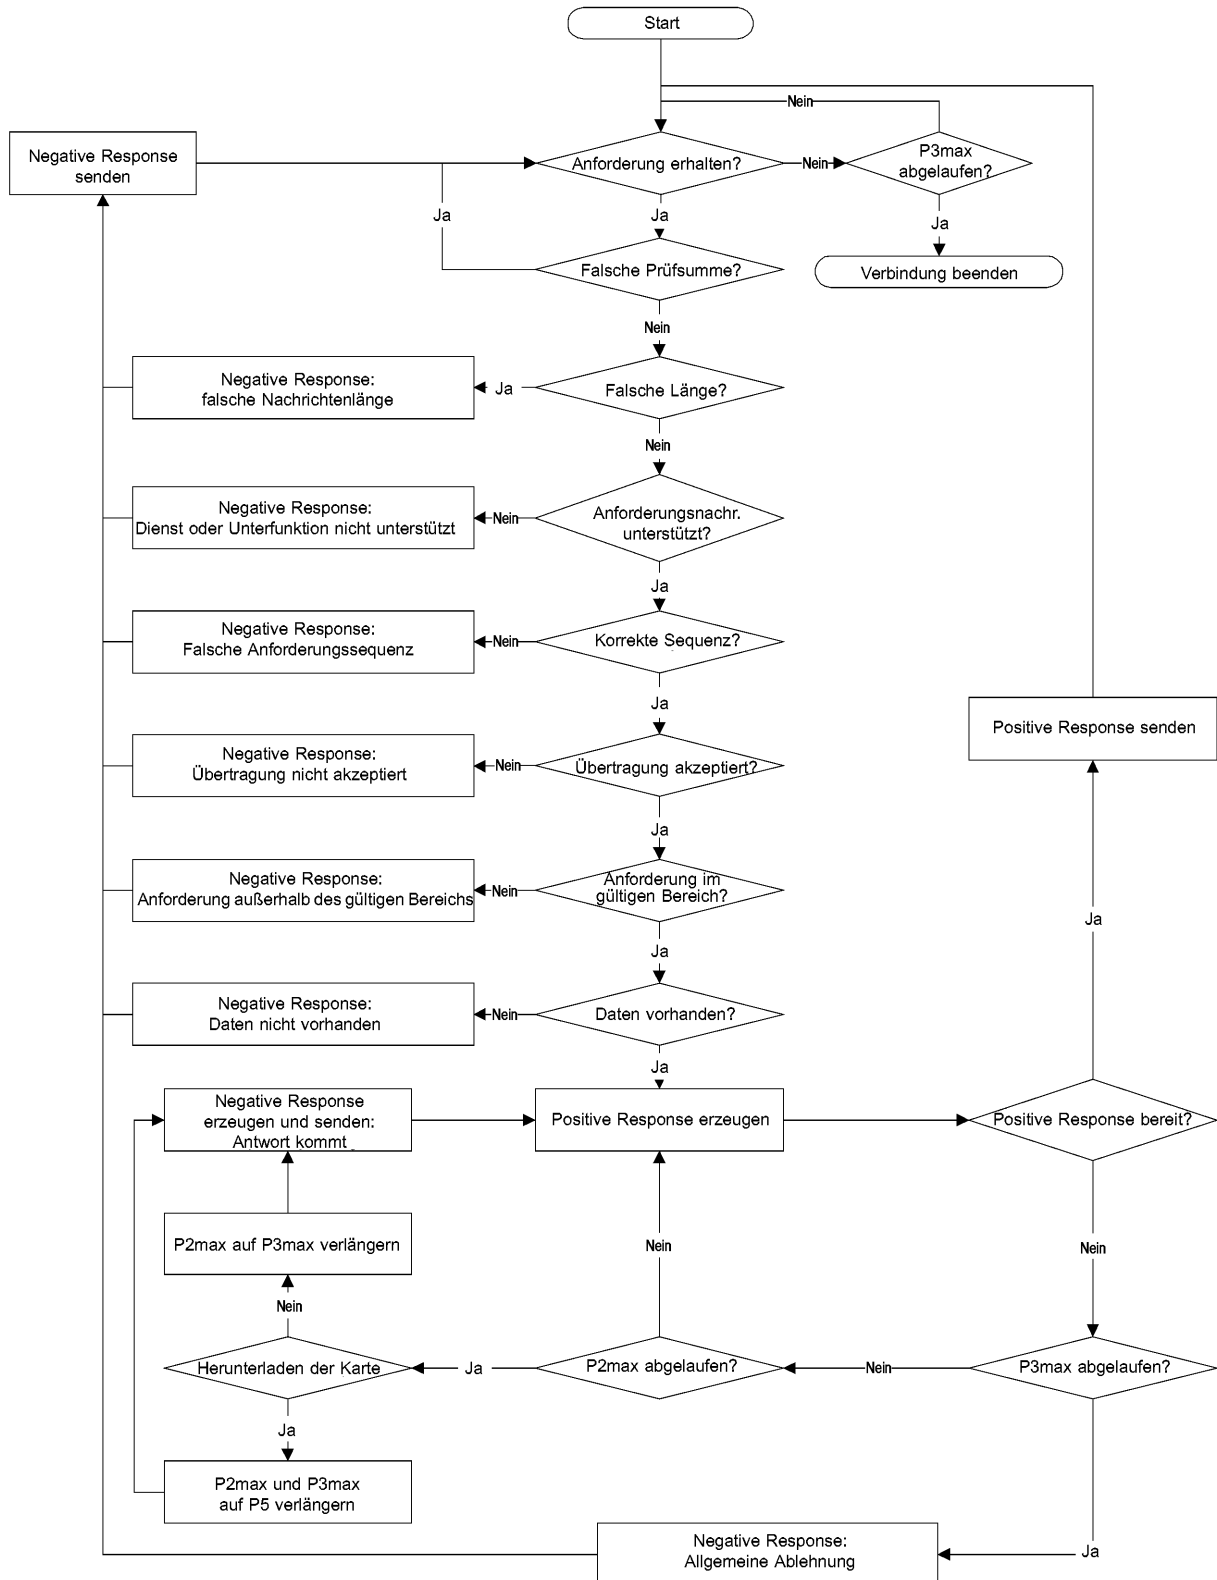 Start
Nein
Negative Response
senden
Anforderung erhalten?
Nein
P3max
abgelaufen?
Ja
Ja
Ja
Falsche Prüfsumme?
Verbindung beenden
Nein
Negative Response:
falsche Nachrichtenlänge
Ja
Falsche Länge?
Nein
Negative Response:
Dienst oder Unterfunktion nicht unterstützt
Nein
Anforderungsnachr.
unterstützt?
Ja
Negative Response:
Falsche Anforderungssequenz
Nein
Korrekte Sequenz?
Ja
Positive Response senden
Negative Response:
Übertragung nicht akzeptiert
Nein
Übertragung akzeptiert?
Ja
Negative Response:
Anforderung außerhalb des gültigen Bereichs
Nein
Anforderung im
gültigen Bereich?
Ja
Ja
Negative Response:
Daten nicht vorhanden
Nein
Daten vorhanden?
Ja
Negative Response
erzeugen und senden:
Antwort kommt
Positive Response erzeugen
Positive Response bereit?
P2max auf P3max verlängern
Nein
Nein
Nein
Herunterladen der Karte
Ja
P2max abgelaufen?
Nein
P3max abgelaufen?
Ja
P2max und P3max
auf P5 verlängern
Negative Response:
Allgemeine Ablehnung
Ja